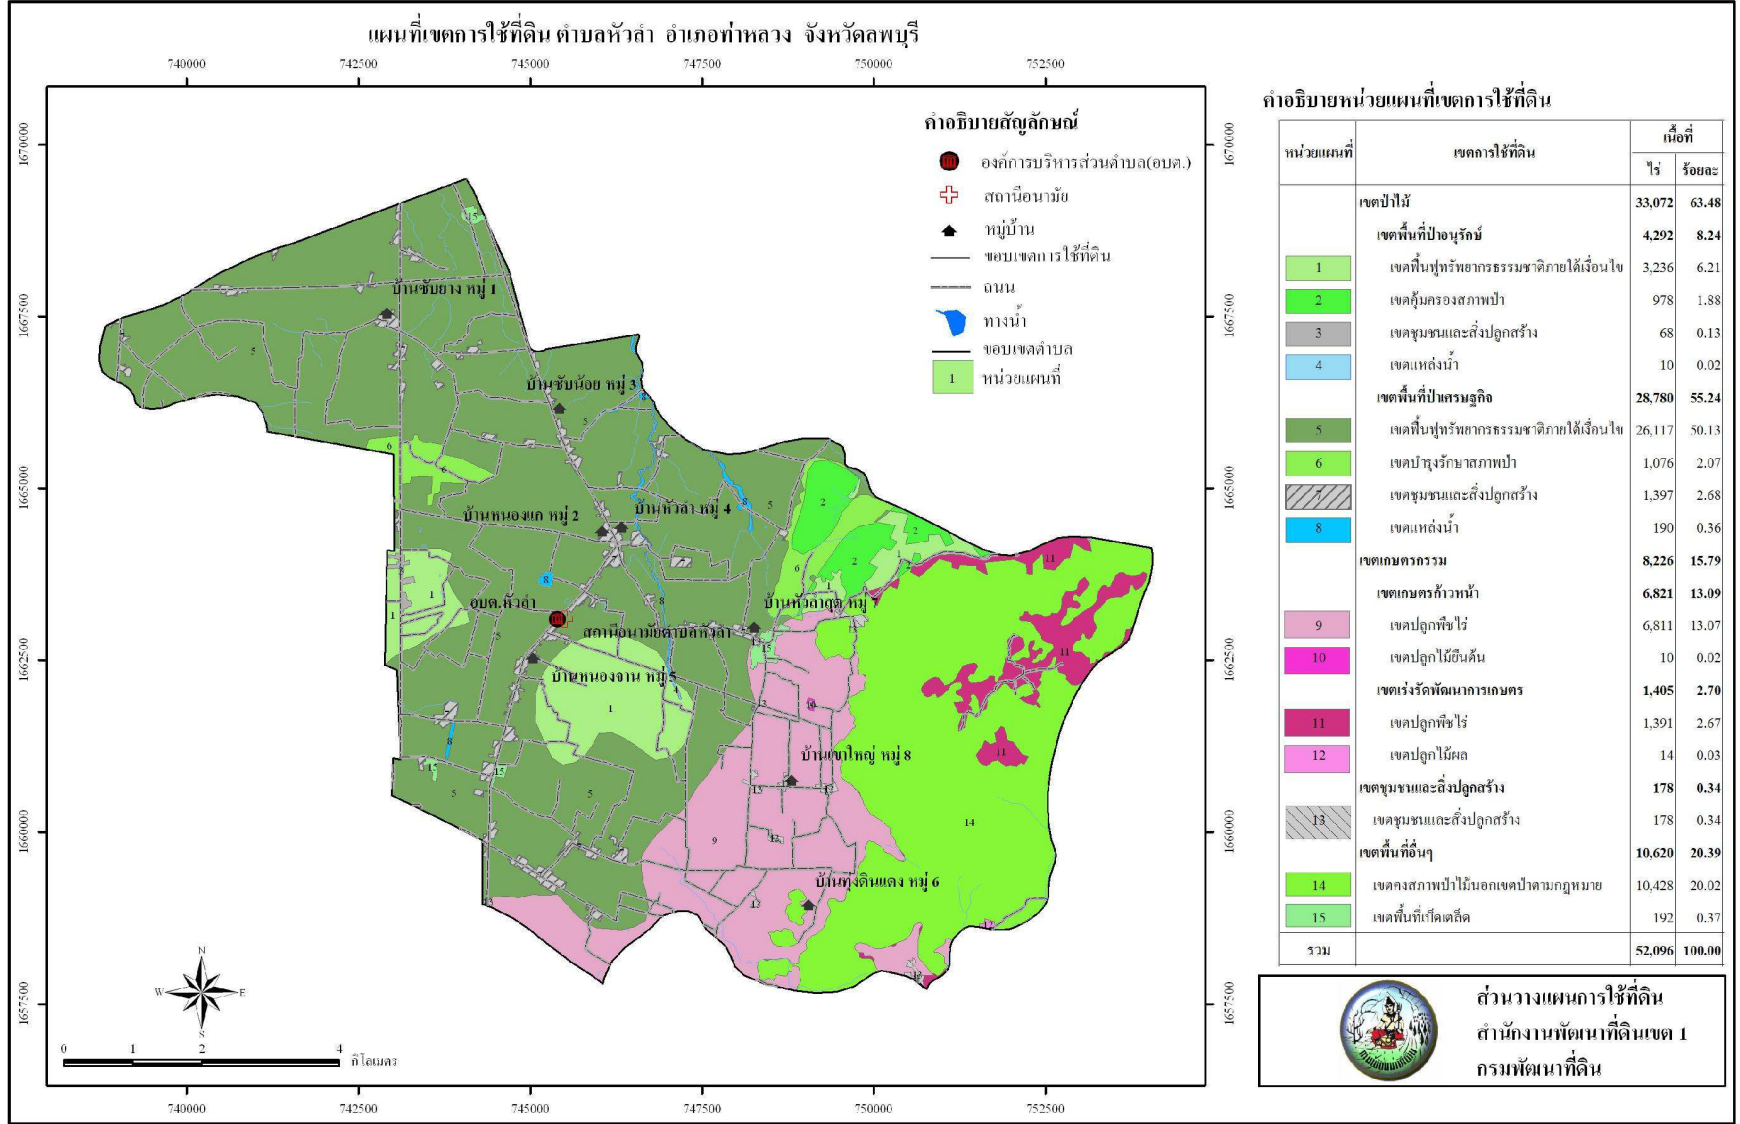 แผนที่เขตการใช้ที่ดิน ตำบลหัวลำ อำเภอท่าหลวง จังหวัดลพบุรี
740000 742500 745000 747500 750000 752500
1670000 1667500 1665000 1662500 1660000 1657500
1670000 1667500 1665000 1662500 1660000 1657500
คำอธิบายสัญลักษณ์
องค์การบริหารส่วนตำบล(อบต.)
สถานีอนามัย
หมู่บ้าน
ขอบเขตการใช้ที่ดิน
ถนน
ทางน้ำ
ขอบเขตตำบล
1 หน่วยแผนที่
บ้านซับยาง หมู่ 1
บ้านซับน้อย หมู่ 3
บ้านหนองแก หมู่ 2
บ้านหัวลำ หมู่ 4
อบต.หัวลำ
สถานีอนามัยตำบลหัวลำ
บ้านหัวลำสูด หมู่ 7
บ้านหนองจาน หมู่ 5
บ้านเขาใหญ่ หมู่ 8
บ้านทุ่งดินแดง หมู่ 6
N
W E
S
0 1 2 4
กิโลเมตร
740000 742500 745000 747500 750000 752500
คำอธิบายหน่วยแผนที่เขตการใช้ที่ดิน
หน่วยแผนที่ เขตการใช้ที่ดิน เนื้อที่
ไร่ ร้อยละ
เขตป่าไม้ 33,072 63.48
เขตพื้นที่ป่าอนุรักษ์ 4,292 8.24
1 เขตฟื้นฟูทรัพยากรธรรมชาติภายใต้เงื่อนไข 3,236 6.21
2 เขตคุ้มครองสภาพป่า 978 1.88
3 เขตชุมชนและสิ่งปลูกสร้าง 68 0.13
4 เขตแหล่งน้ำ 10 0.02
เขตพื้นที่ป่าเศรษฐกิจ 28,780 55.24
5 เขตฟื้นฟูทรัพยากรธรรมชาติภายใต้เงื่อนไข 26,117 50.13
6 เขตบำรุงรักษาสภาพป่า 1,076 2.07
7 เขตชุมชนและสิ่งปลูกสร้าง 1,397 2.68
8 เขตแหล่งน้ำ 190 0.36
เขตเกษตรกรรม 8,226 15.79
เขตเกษตรก้าวหน้า 6,821 13.09
9 เขตปลูกพืชไร่ 6,811 13.07
10 เขตปลูกไม้ยืนต้น 10 0.02
เขตเร่งรัดพัฒนาการเกษตร 1,405 2.70
11 เขตปลูกพืชไร่ 1,391 2.67
12 เขตปลูกไม้ผล 14 0.03
เขตชุมชนและสิ่งปลูกสร้าง 178 0.34
13 เขตชุมชนและสิ่งปลูกสร้าง 178 0.34
เขตพื้นที่อื่นๆ 10,620 20.39
14 เขตคงสภาพป่าไม้นอกเขตป่าตามกฎหมาย 10,428 20.02
15 เขตพื้นที่เบ็ดเตล็ด 192 0.37
รวม 52,096 100.00
ส่วนวางแผนการใช้ที่ดิน
สำนักงานพัฒนาที่ดินเขต 1
กรมพัฒนาที่ดิน